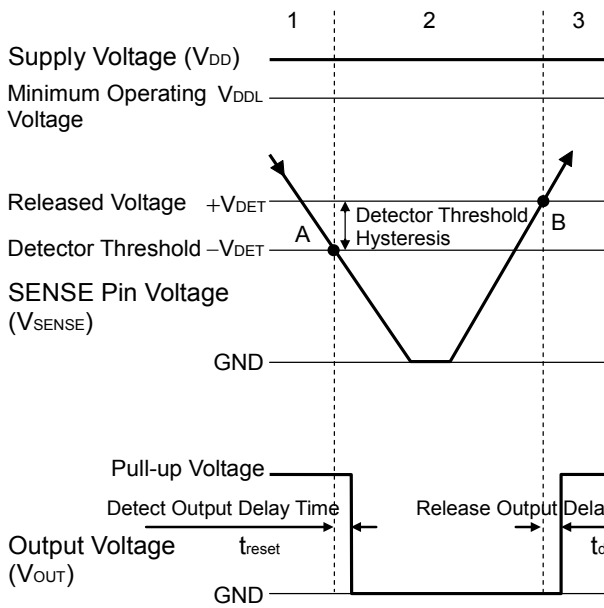 1 2 3
Supply Voltage (VDD)
Minimum Operating VDDL
Voltage
Released Voltage +VDET
Detector Threshold
Hysteresis
A
B
Detector Threshold −VDET
SENSE Pin Voltage
(VSENSE)
GND
Pull-up Voltage
Detect Output Delay Time
Release Output Dela
treset
td
Output Voltage
(VOUT)
GND